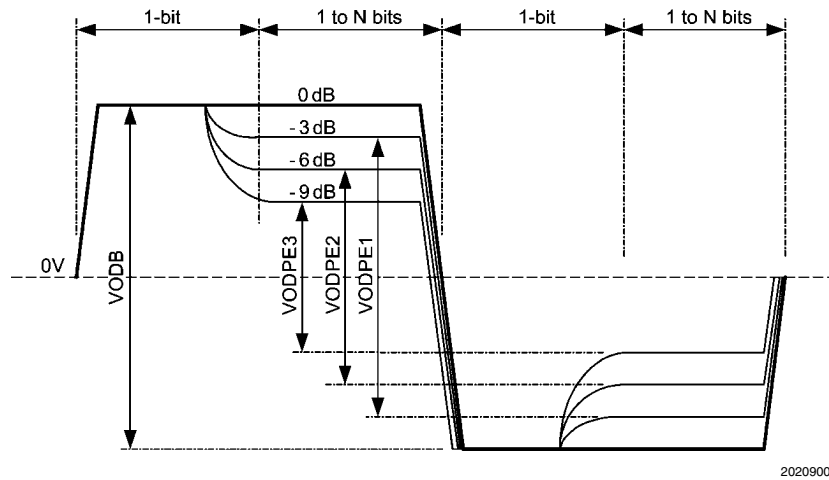 1-bit
1 to N bits
1-bit
1 to N bits
0 dB
- 3 dB
- 6 dB
- 9 dB
0V
VODB
VODPE3
VODPE2
VODPE1
2020900